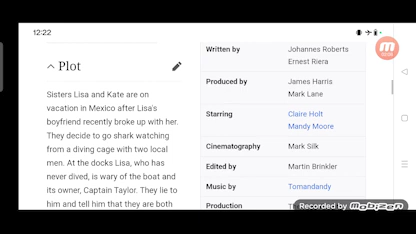 12:22
Plot
Sisters Lisa and Kate are on
vacation in Mexico after Lisa's
boyfriend recently broke up with her.
They decide to go shark watching
from a diving cage with two local
men. At the docks Lisa, who has
never dived, is wary of the boat and
its owner, Captain Taylor. They lie to
him and tell him that they are both
Written by Johannes Roberts
Ernest Riera
Produced by James Harris
Mark Lane
Starring Claire Holt
Mandy Moore
Cinematography Mark Silk
Edited by Martin Brinkler
Music by Tomandandy
Production
Recorded by Mobizen